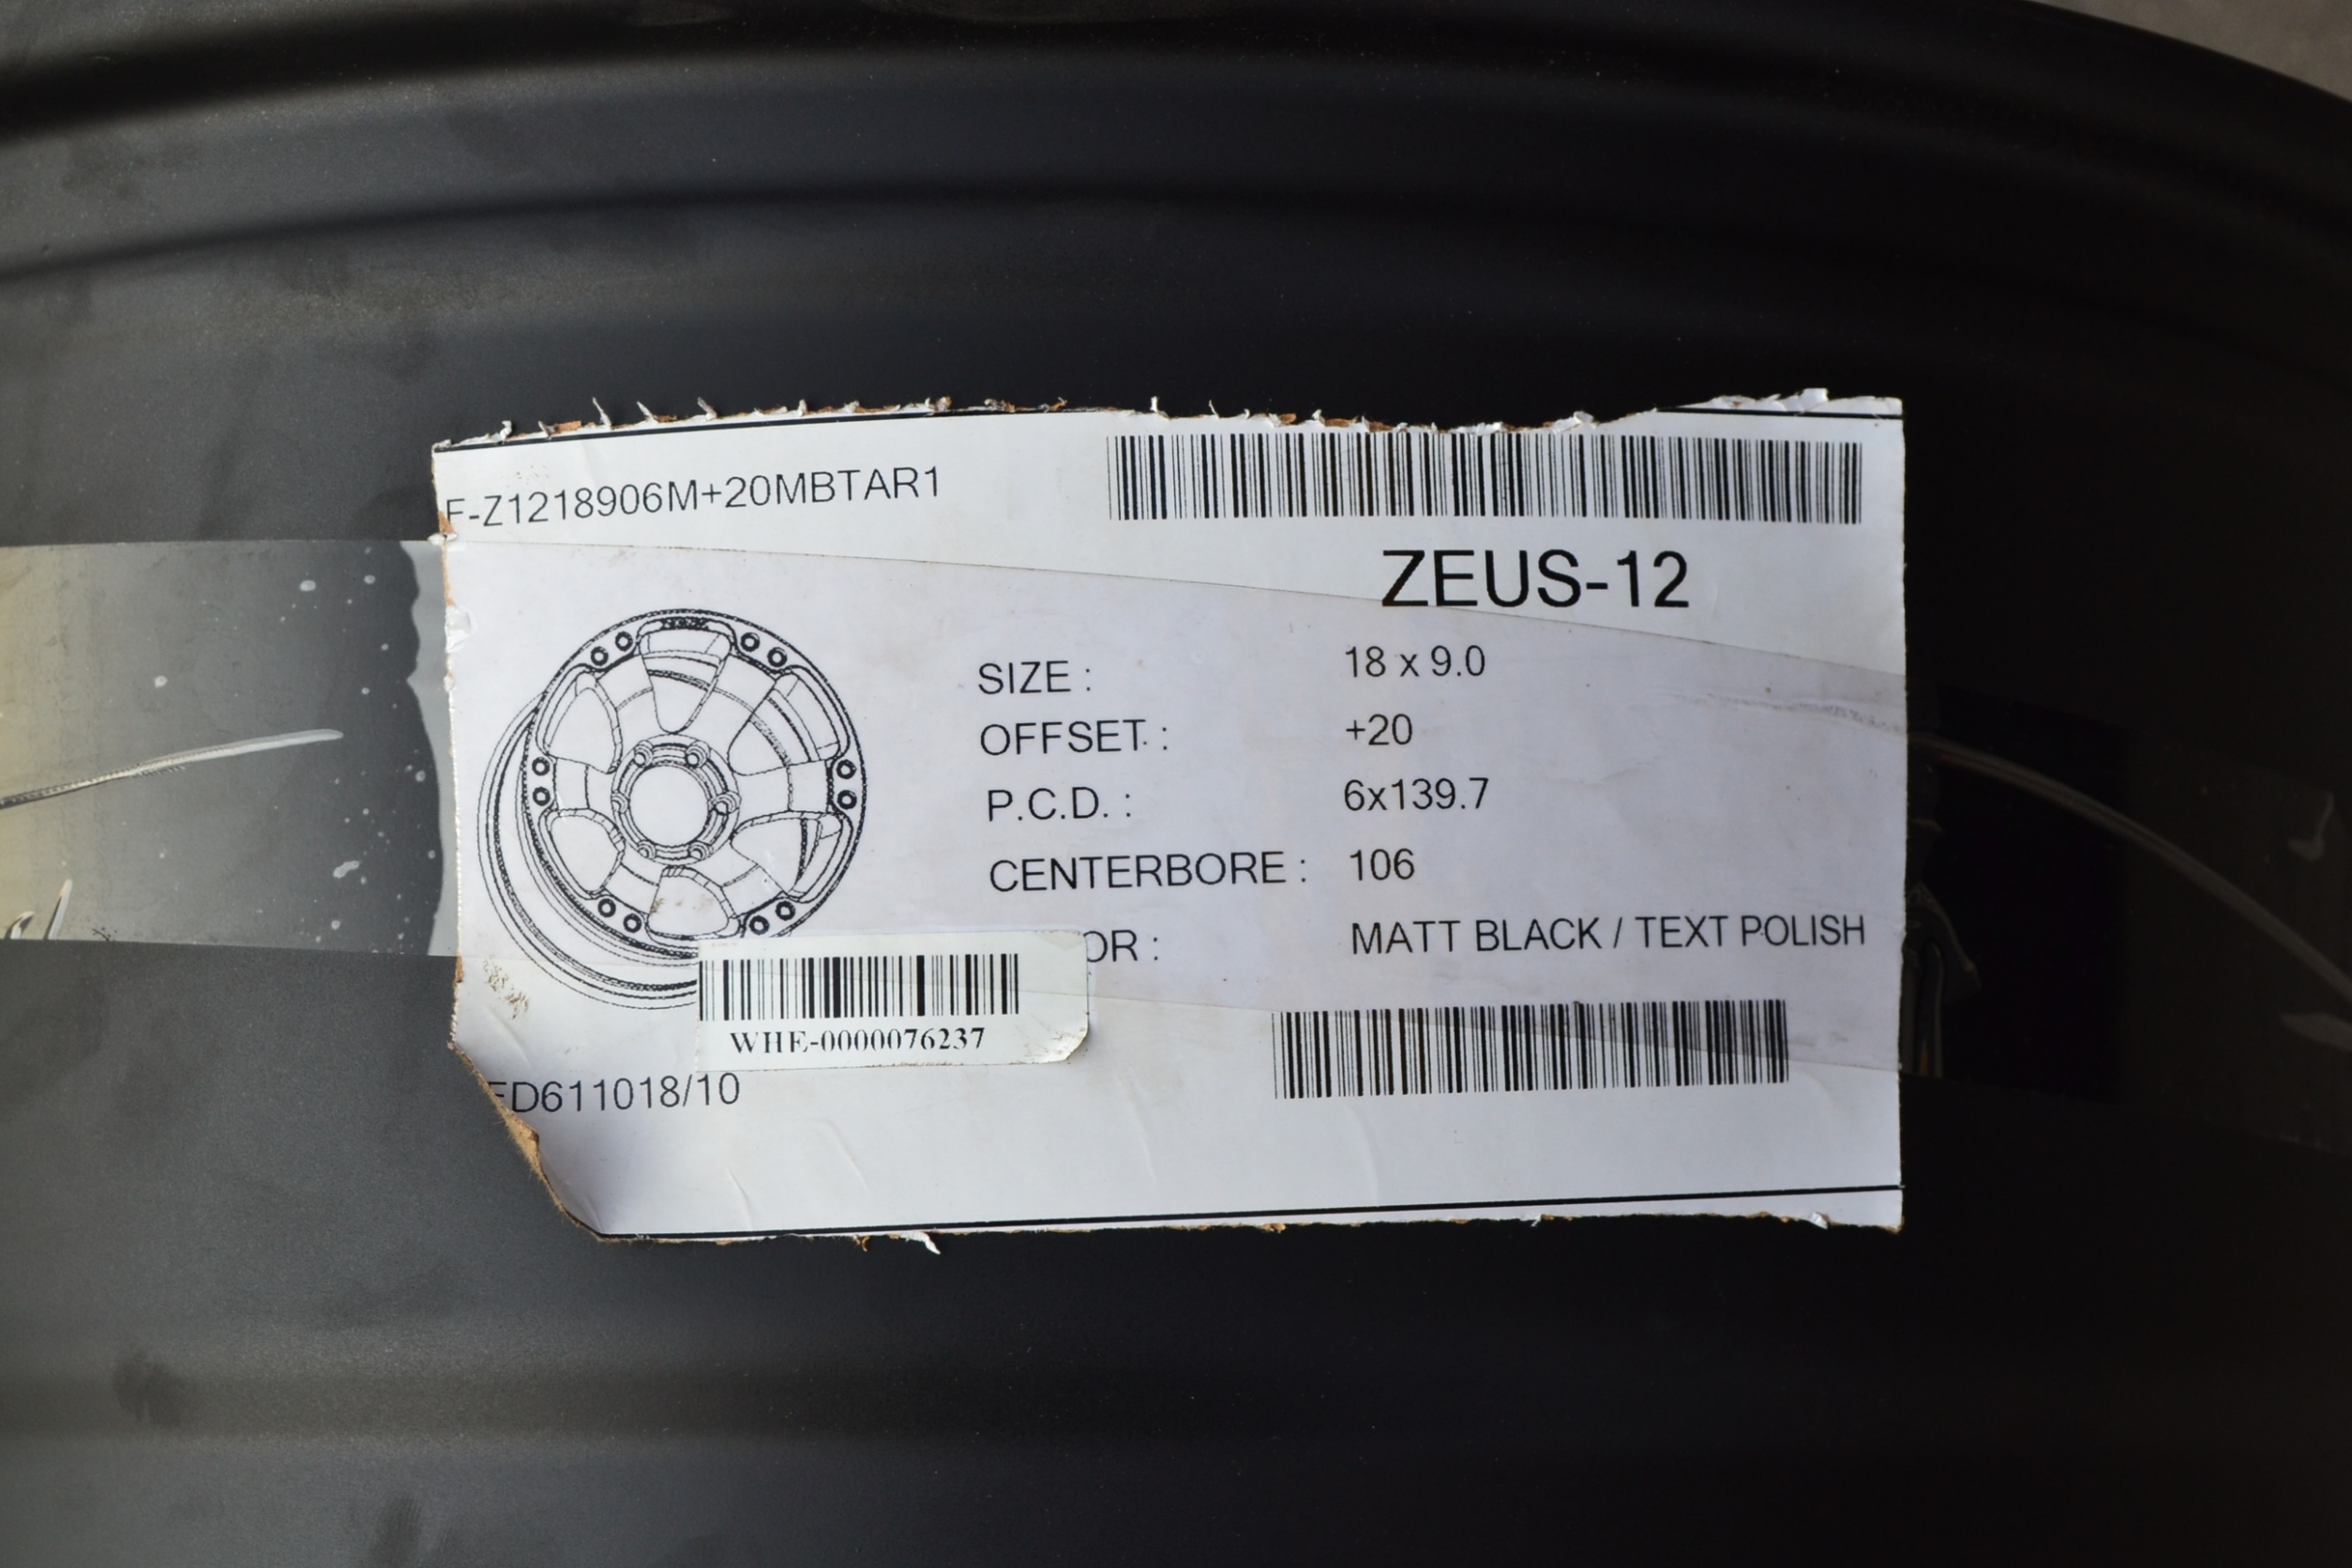 F-Z1218906M+20MBTAR1
ZEUS-12
SIZE : 18 x 9.0
OFFSET : +20
P.C.D. : 6x139.7
CENTERBORE : 106
OR : MATT BLACK / TEXT POLISH
WHE-0000076237
ED611018/10